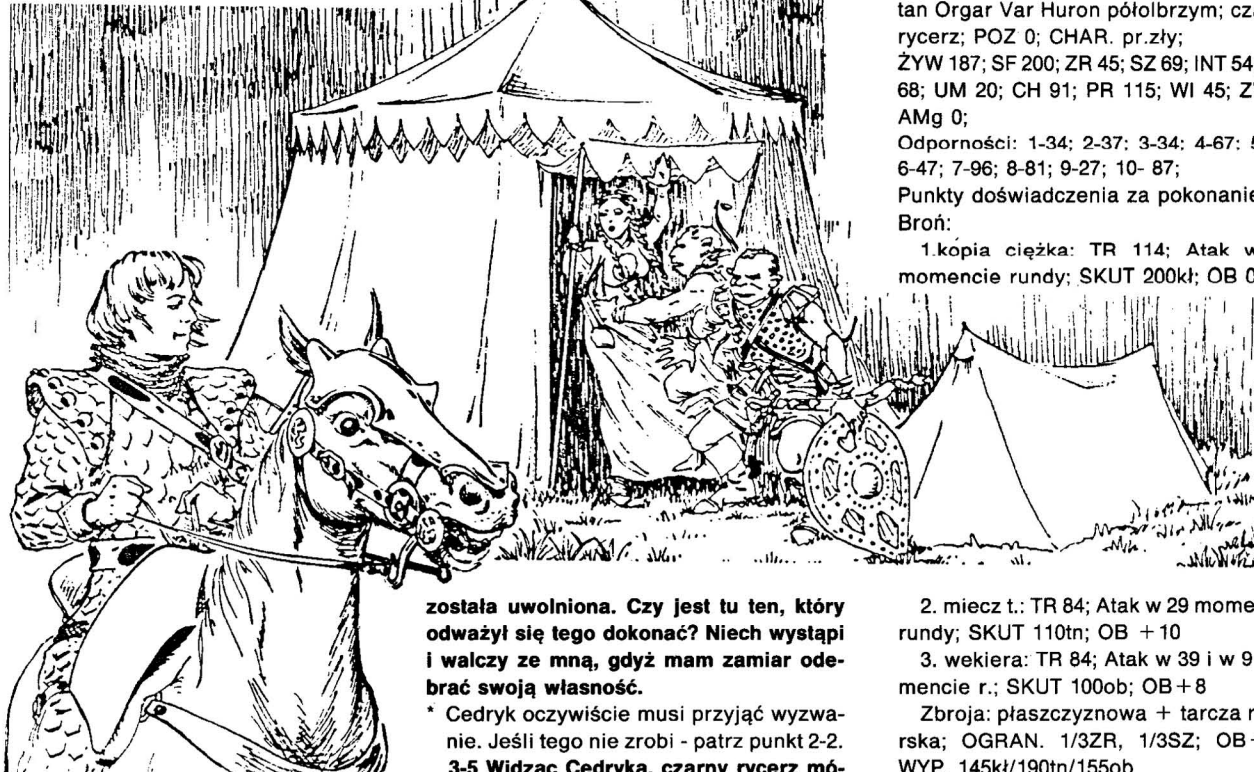 została uwolniona. Czy jest tu ten, który
odważył się tego dokonać? Niech wystąpi
i walczy ze mną, gdyż mam zamiar ode-
brać swoją własność.
* Cedryk oczywiście musi przyjąć wyzwa-
nie. Jeśli tego nie zrobi - patrz punkt 2-2.
3-5 Widząc Cedryka, czarny rycerz mó-
tan Orgar Var Huron półolbrzym;
rycerz; POZ 0; CHAR. pr.zły;
ŻYW 187; SF 200; ZR 45; SZ 69; INT 54
68; UM 20; CH 91; PR 115; WI 45;
AMg 0;
Odporności: 1-34; 2-37; 3-34; 4-67;
6-47; 7-96; 8-81; 9-27; 10- 87;
Punkty doświadczenia za pokonanie
Broń:
1.kopia ciężka: TR 114; Atak w
momencie rundy; SKUT 200kł; OB 0
2. miecz t.: TR 84; Atak w 29 mome
rundy; SKUT 110tn; OB +10
3. wekiera: TR 84; Atak w 39 i w 9
mencie r.; SKUT 100ob; OB+8
Zbroja: płaszczyznowa + tarcza
rska; OGRAN. 1/3ZR, 1/3SZ; OB
WYP. 145kł/190tn/155ob